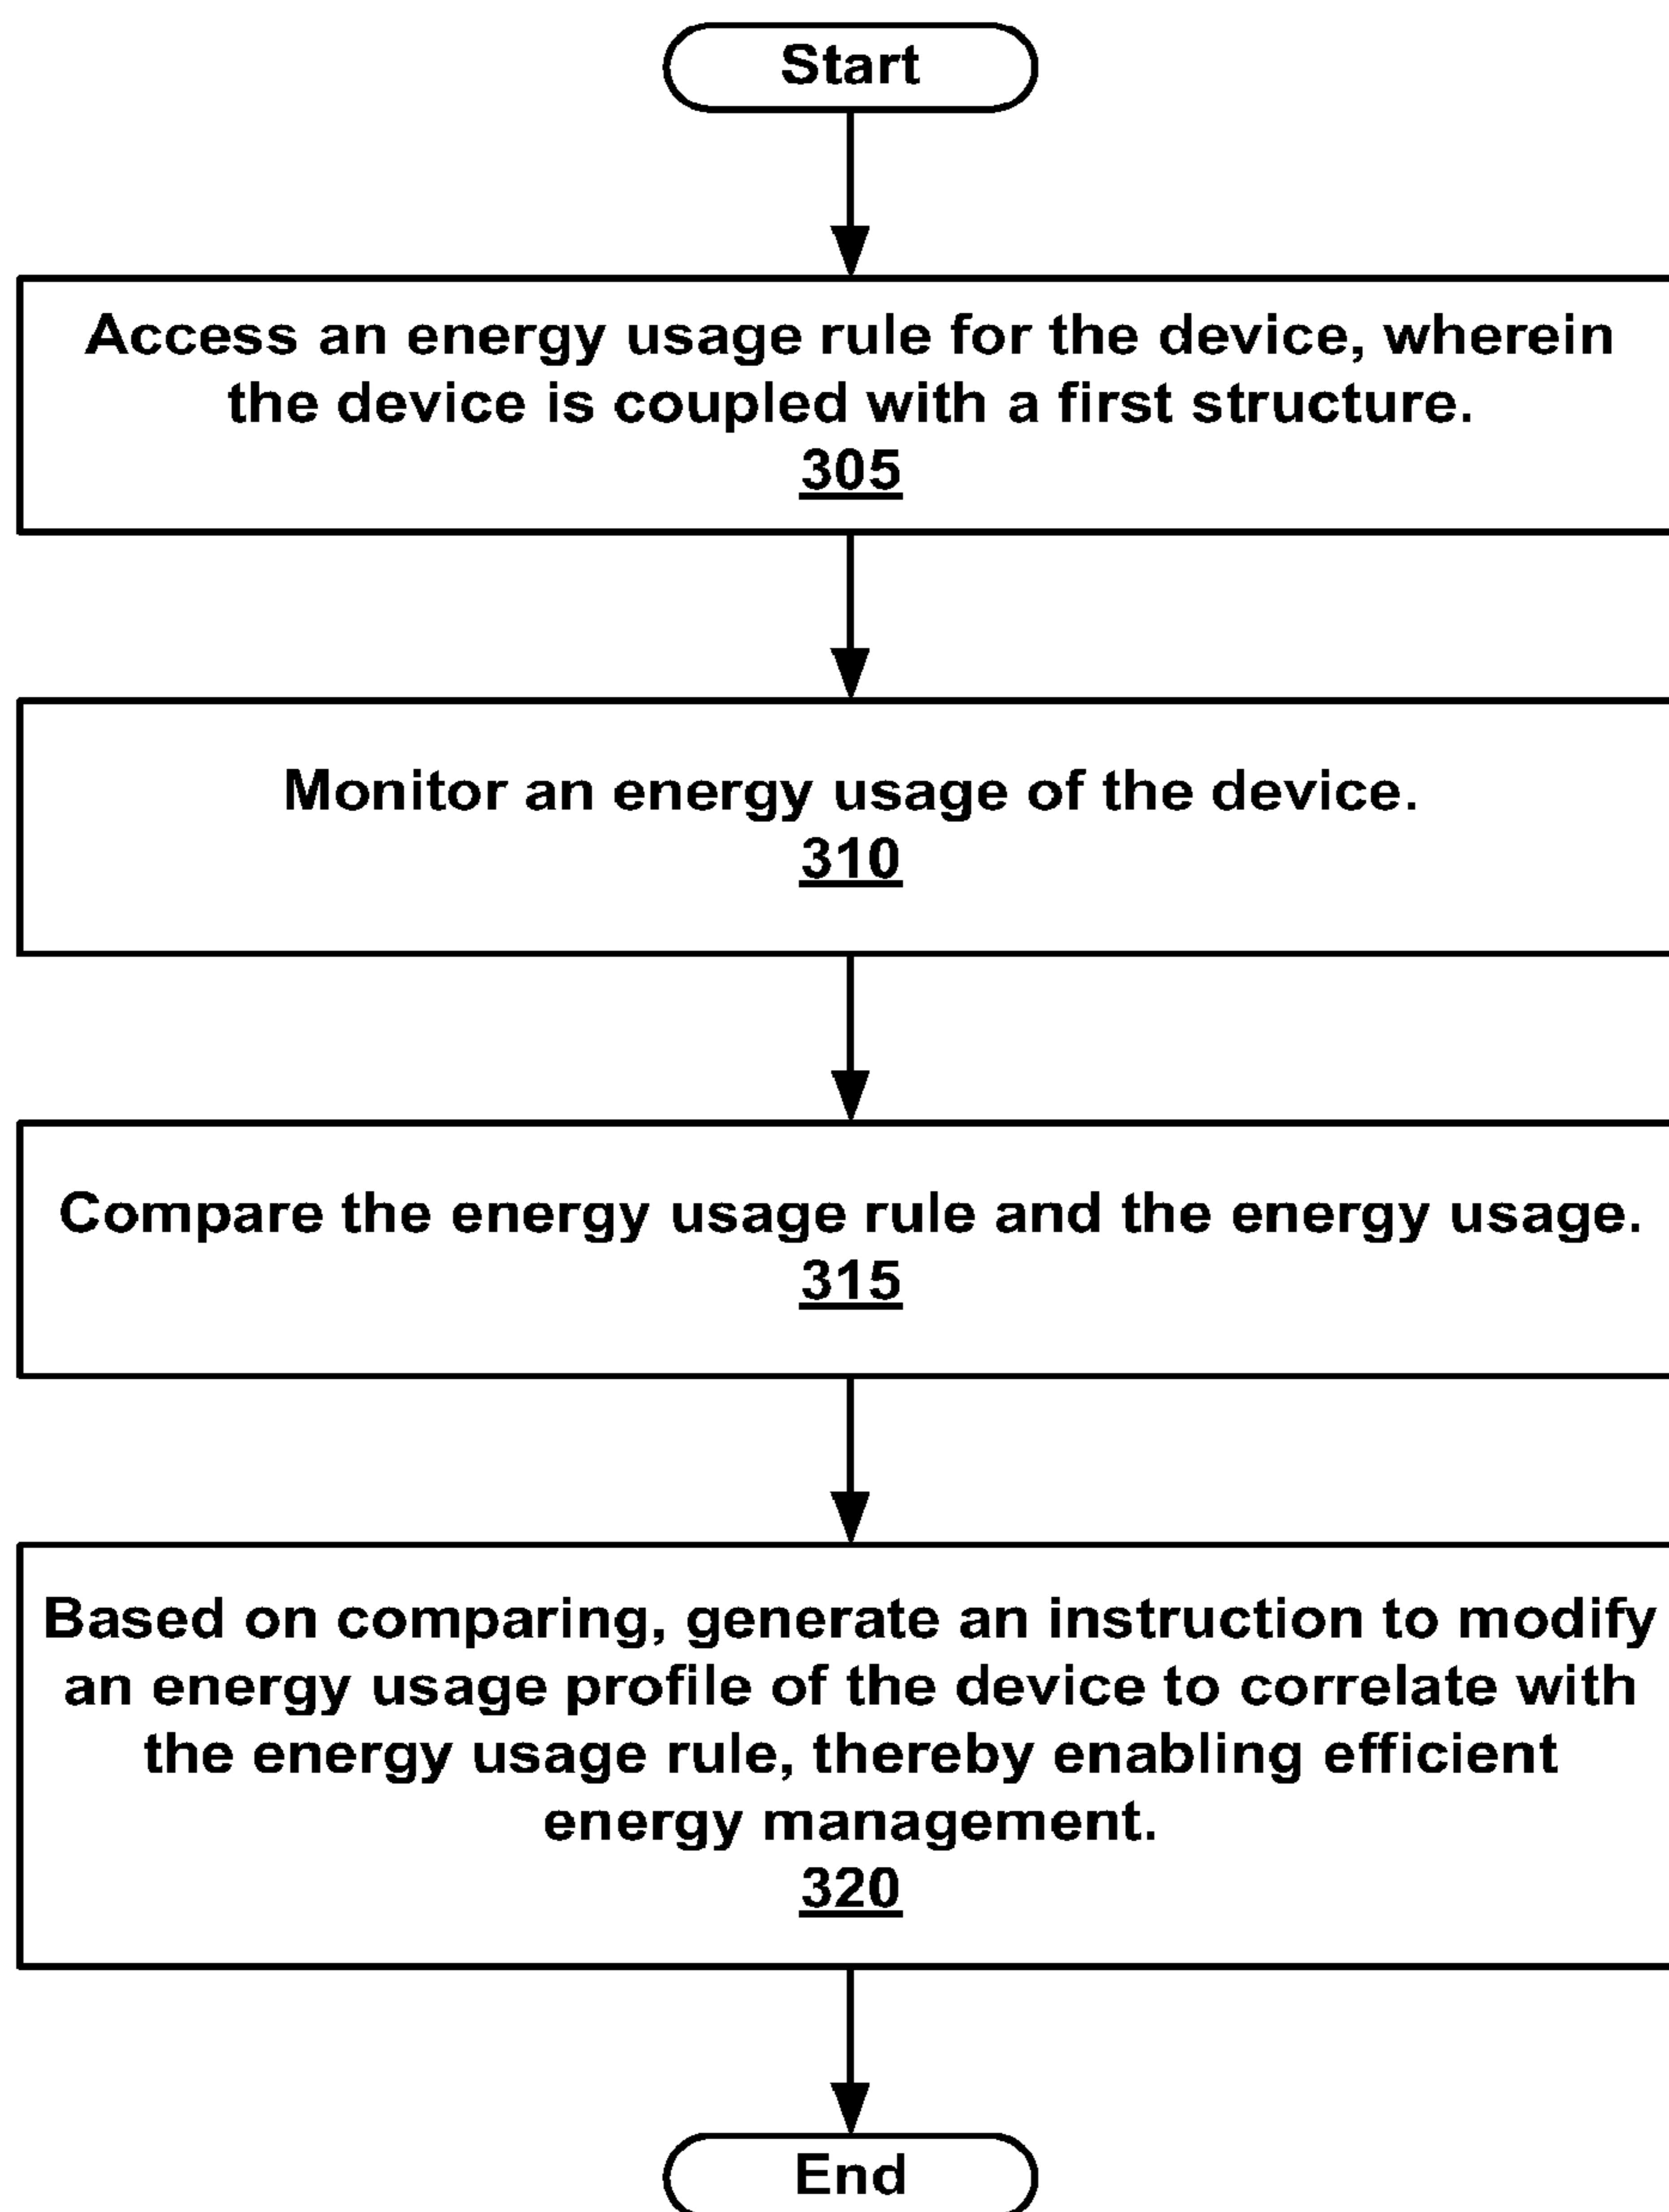 Start
Access an energy usage rule for the device, wherein
the device is coupled with a first structure.
305
Monitor an energy usage of the device.
310
Compare the energy usage rule and the energy usage.
315
Based on comparing, generate an instruction to modify
an energy usage profile of the device to correlate with
the energy usage rule, thereby enabling efficient
energy management.
320
End